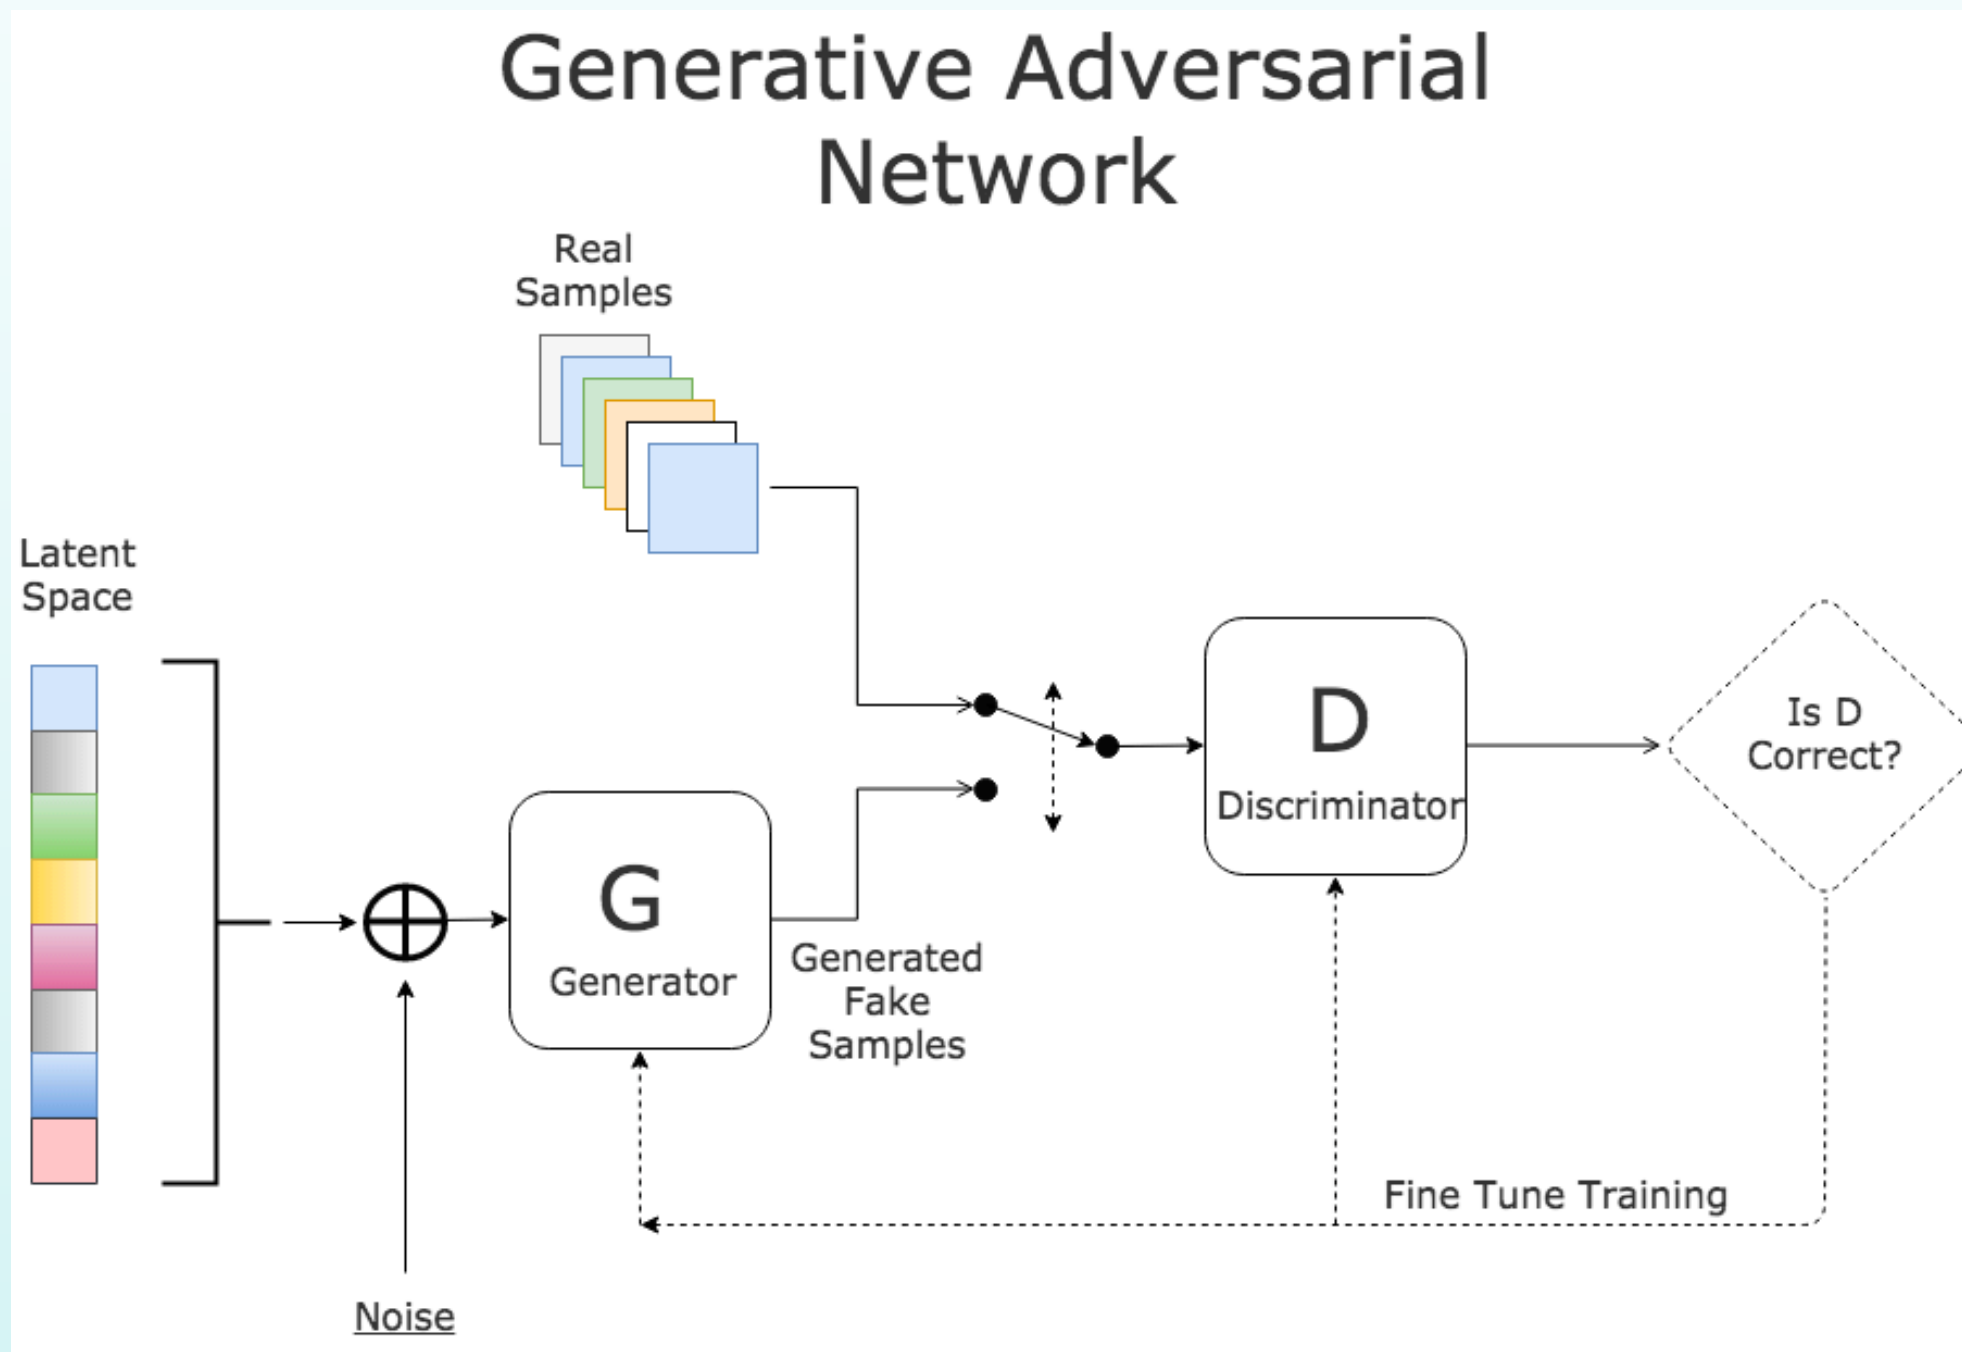 Generative Adversarial
Network
Real
Samples
Latent
Space
Is D
Correct?
D
Discriminator
G
Generator
Generated
Fake
Samples
Fine Tune Training
Noise